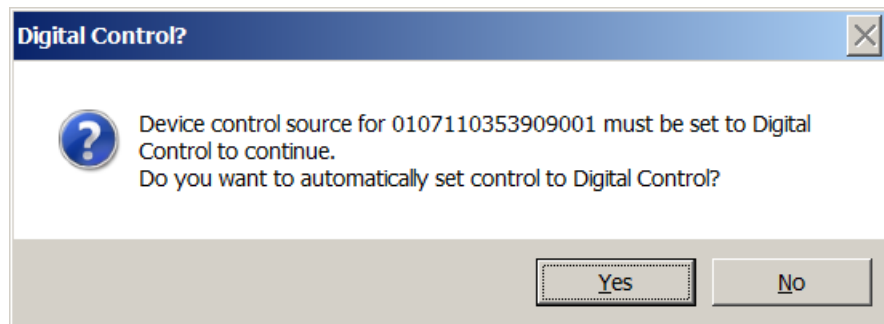 Digital Control?
Device control source for 0107110353909001 must be set to Digital
Control to continue.
Do you want to automatically set control to Digital Control?
Yes
No